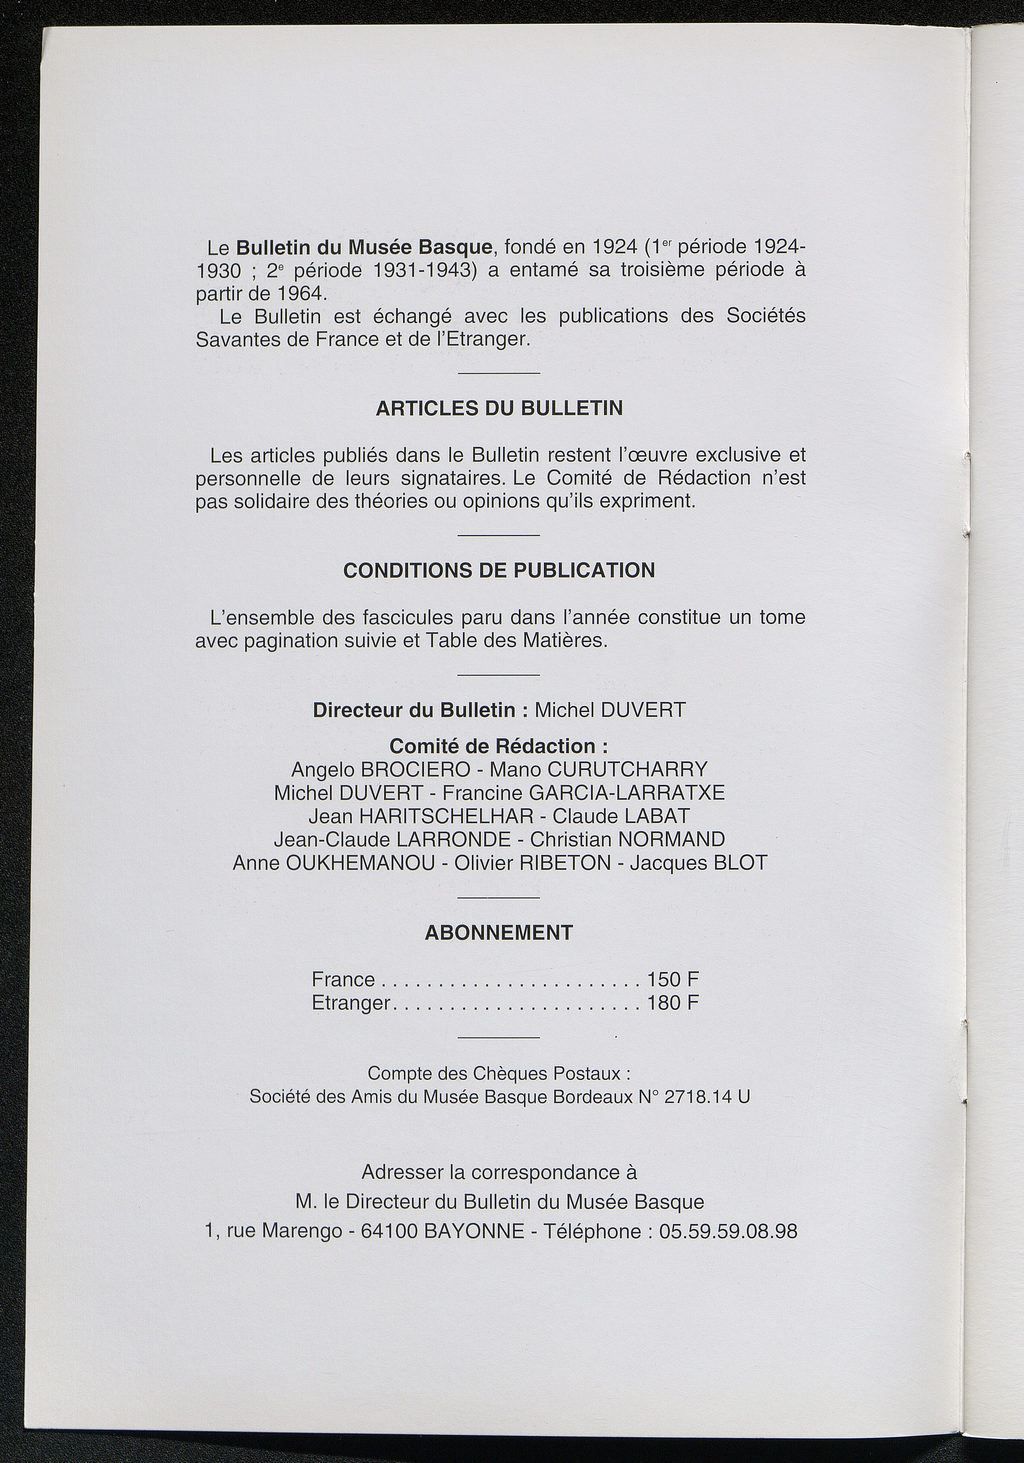 Le Bulletin du Musée Basque, fondé en 1924 (1er période 1924-
1930 ; 2e période 1931-1943) a entamé sa troisième période à
partir de 1964.
Le Bulletin est échangé avec les publications des Sociétés
Savantes de France et de l'Etranger.
ARTICLES DU BULLETIN
Les articles publiés dans le Bulletin restent l'œuvre exclusive et
personnelle de leurs signataires. Le Comité de Rédaction n'est
pas solidaire des théories ou opinions qu'ils expriment.
CONDITIONS DE PUBLICATION
L'ensemble des fascicules paru dans l'année constitue un tome
avec pagination suivie et Table des Matières.
Directeur du Bulletin : Michel DUVERT
Comité de Rédaction :
Angelo BROCIERO - Mano CURUTCHARRY
Michel DUVERT - Francine GARCIA-LARRATXE
Jean HARITSCHELHAR - Claude LABAT
Jean-Claude LARRONDE - Christian NORMAND
Anne OUKHEMANOU - Olivier RIBETON - Jacques BLOT
ABONNEMENT
France . . . . . . . . . . . . . . . . . . . . . . . 150 F
Etranger. . . . . . . . . . . . . . . . . . . . . . 180 F
Compte des Chèques Postaux :
Société des Amis du Musée Basque Bordeaux N° 2718.14 U
Adresser la correspondance à
M. le Directeur du Bulletin du Musée Basque
1, rue Marengo - 64100 BAYONNE - Téléphone : 05.59.59.08.98